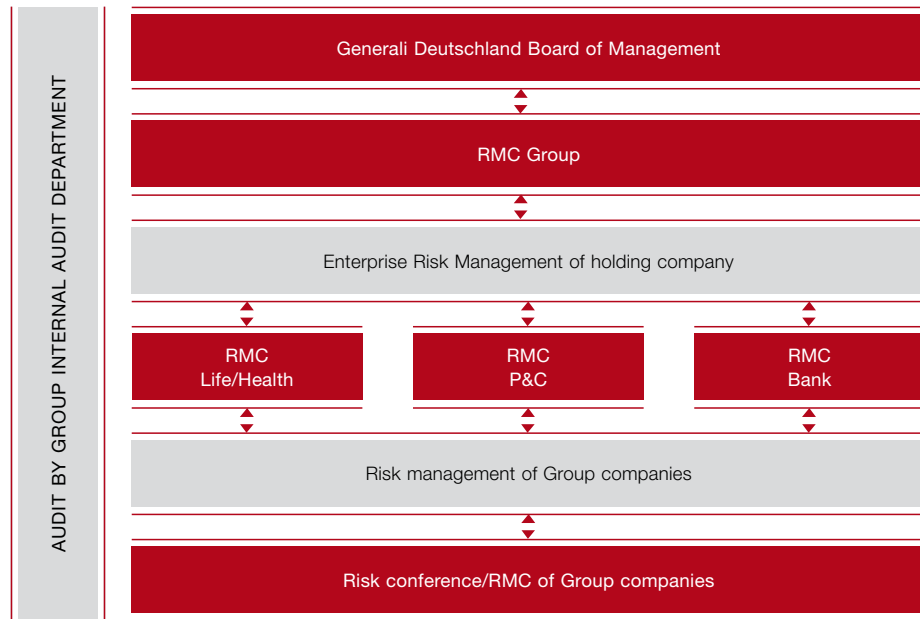 AUDIT BY GROUP INTERNAL AUDIT DEPARTMENT
Generali Deutschland Board of Management
RMC Group
Enterprise Risk Management of holding company
RMC
Life/Health
RMC
P&C
RMC
Bank
Risk management of Group companies
Risk conference/RMC of Group companies